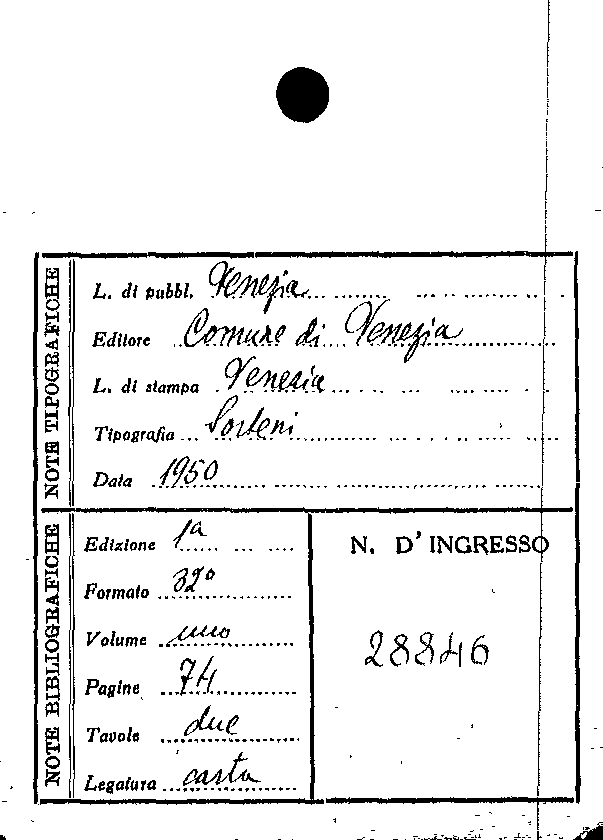 NOTE TIPOGRAFICHE
L. di pubbl. Venezia
Editore Comune di Venezia
L. di stampa Venezia
Tipografia Sorteni
Data 1950
NOTE BIBLIOGRAFICHE
Edizione 1a
Formato 32°
Volume uno
Pagine 74
Tavole due
Legatura carta
N. D'INGRESSO
28846